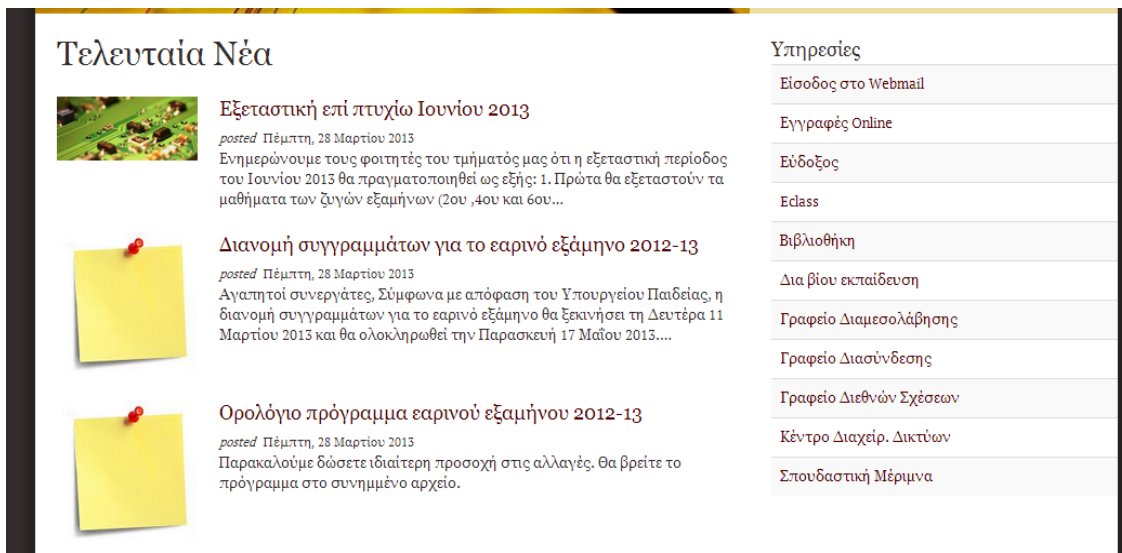 Τελευταία Νέα
Εξεταστική επί πτυχίω Ιουνίου 2013
posted Πέμπτη, 28 Μαρτίου 2013
Ενημερώνουμε τους φοιτητές του τμήματός μας ότι η εξεταστική περίοδος
του Ιουνίου 2013 θα πραγματοποιηθεί ως εξής: 1. Πρώτα θα εξεταστούν τα
μαθήματα των ζυγών εξαμήνων (2ου ,4ου και 6ου...
Διανομή συγγραμμάτων για το εαρινό εξάμηνο 2012-13
posted Πέμπτη, 28 Μαρτίου 2013
Αγαπητοί συνεργάτες, Σύμφωνα με απόφαση του Υπουργείου Παιδείας, η
διανομή συγγραμμάτων για το εαρινό εξάμηνο θα ξεκινήσει τη Δευτέρα 11
Μαρτίου 2013 και θα ολοκληρωθεί την Παρασκευή 17 Μαΐου 2013....
Ορολόγιο πρόγραμμα εαρινού εξαμήνου 2012-13
posted Πέμπτη, 28 Μαρτίου 2013
Παρακαλούμε δώσετε ιδιαίτερη προσοχή στις αλλαγές. Θα βρείτε το
πρόγραμμα στο συνημμένο αρχείο.
Υπηρεσίες
Είσοδος στο Webmail
Εγγραφές Online
Εύδοξος
Eclass
Βιβλιοθήκη
Δια βίου εκπαίδευση
Γραφείο Διαμεσολάβησης
Γραφείο Διασύνδεσης
Γραφείο Διεθνών Σχέσεων
Κέντρο Διαχείρ. Δικτύων
Σπουδαστική Μέριμνα